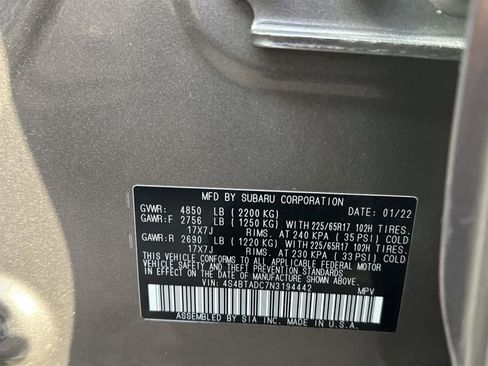 MFD BY SUBARU CORPORATION DATE: 01/22
GVWR: 4850 LB (2200 KG)
GAWR:F 2756 LB (1250 KG) WITH 225/65R17 102H TIRES.
17X7J RIMS. AT 240 KPA (35 PSI) COLD
GAWR:R 2690 LB (1220 KG) WITH 225/65R17 102H TIRES.
17X7J RIMS. AT 230 KPA (33 PSI) COLD
THIS VEHICLE CONFORMS TO ALL APPLICABLE FEDERAL MOTOR
VEHICLE SAFETY AND THEFT PREVENTION STANDARDS IN
EFFECT ON THE DATE OF MANUFACTURE SHOWN ABOVE.
VIN: 4S4BTADC7N3194442 MPV
ASSEMBLED BY SIA INC. MADE IN U.S.A.